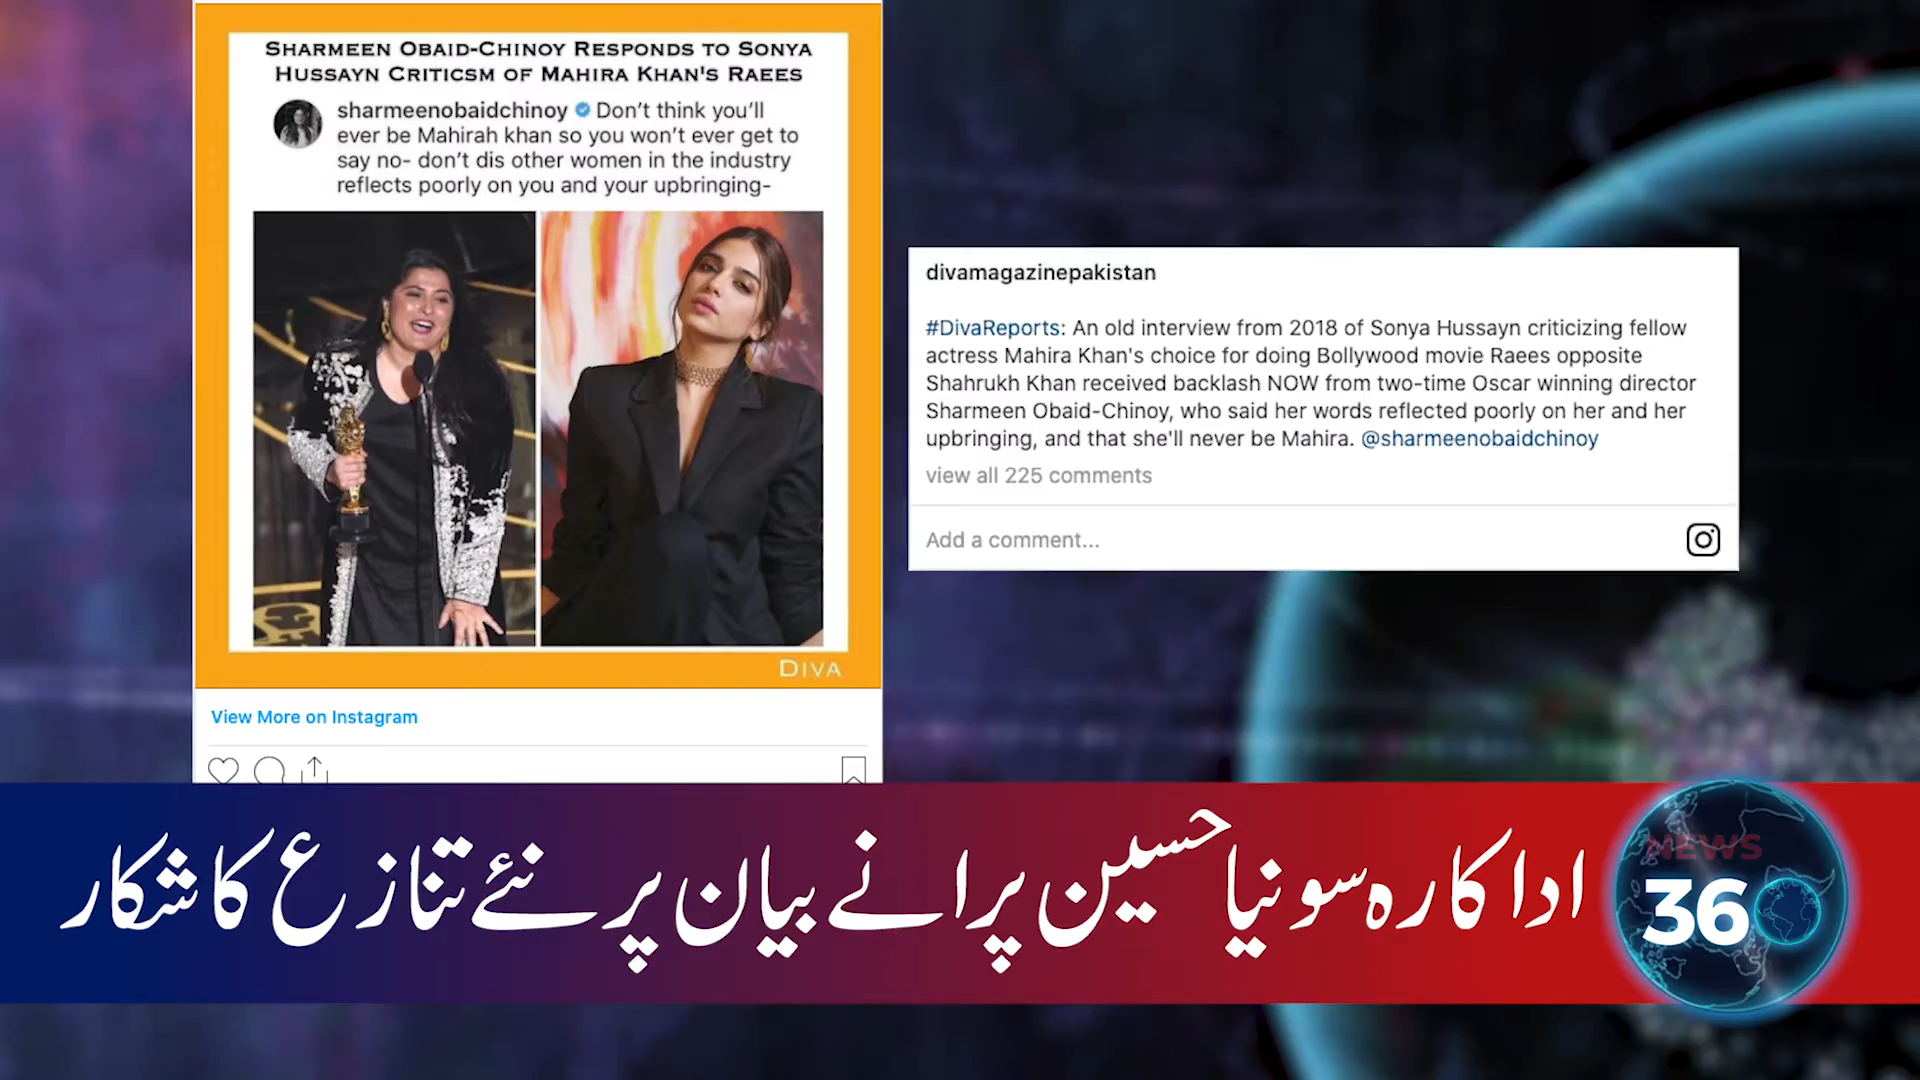 SHARMEEN OBAID-CHINOY RESPONDS TO SONYA
HUSSAYN CRITICSM OF MAHIRA KHAN'S RAEES
sharmeenobaidchinoy Don't think you'll
ever be Mahirah khan so you won't ever get to
say no- don't dis other women in the industry
reflects poorly on you and your upbringing-
DIVA
View More on Instagram
divamagazinepakistan
#DivaReports: An old interview from 2018 of Sonya Hussayn criticizing fellow
actress Mahira Khan's choice for doing Bollywood movie Raees opposite
Shahrukh Khan received backlash NOW from two-time Oscar winning director
Sharmeen Obaid-Chinoy, who said her words reflected poorly on her and her
upbringing, and that she'll never be Mahira. @sharmeenobaidchinoy
view all 225 comments
Add a comment...
اداکارہ سونیا حسین پرانے بیان پر نئے تنازع کا شکار
NEWS
36